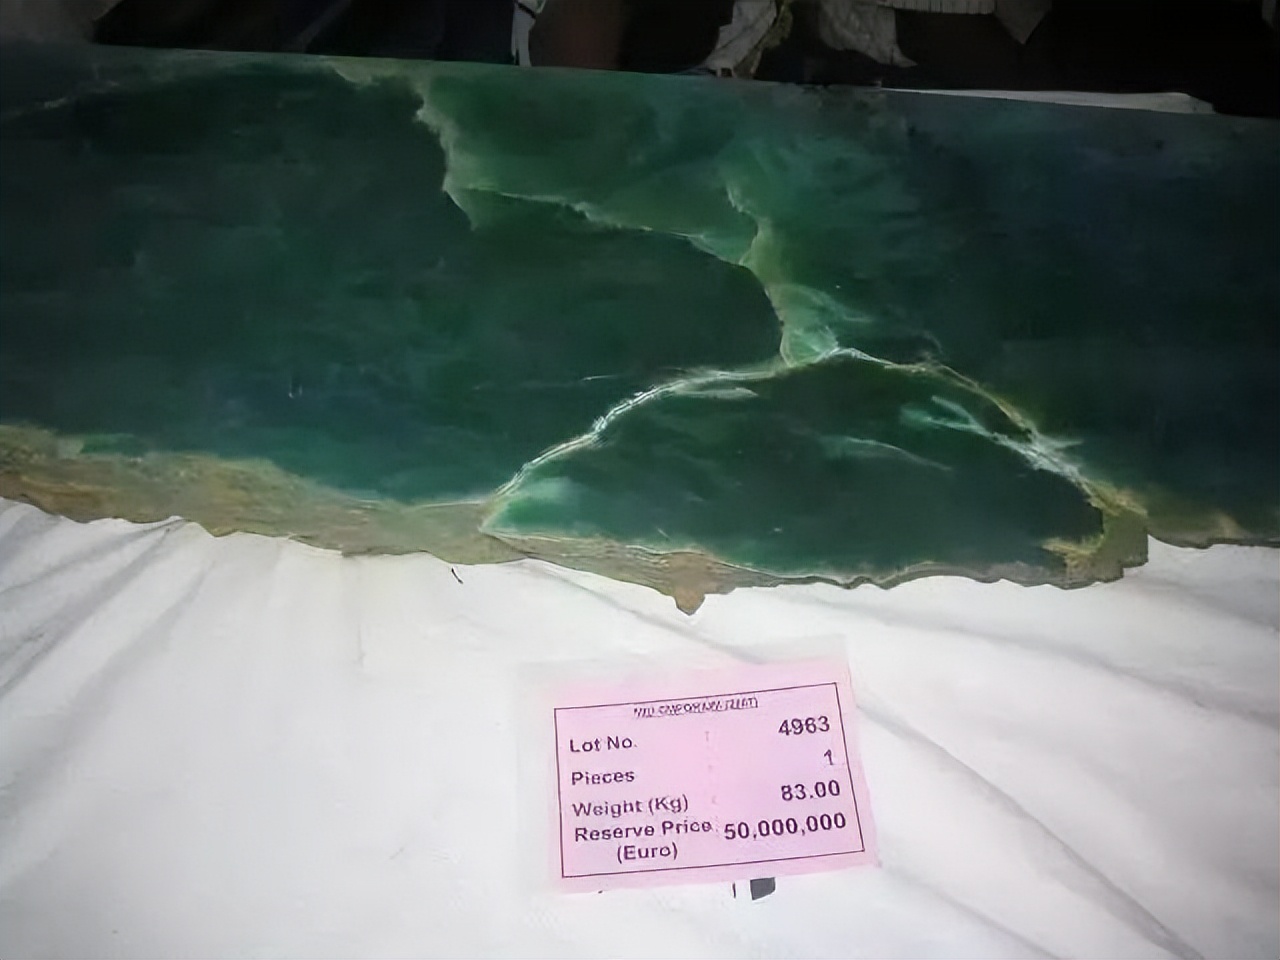 Lot No. : 4963
Pieces : 1
Weight (Kg) : 83.00
Reserve Price : 50,000,000
(Euro)